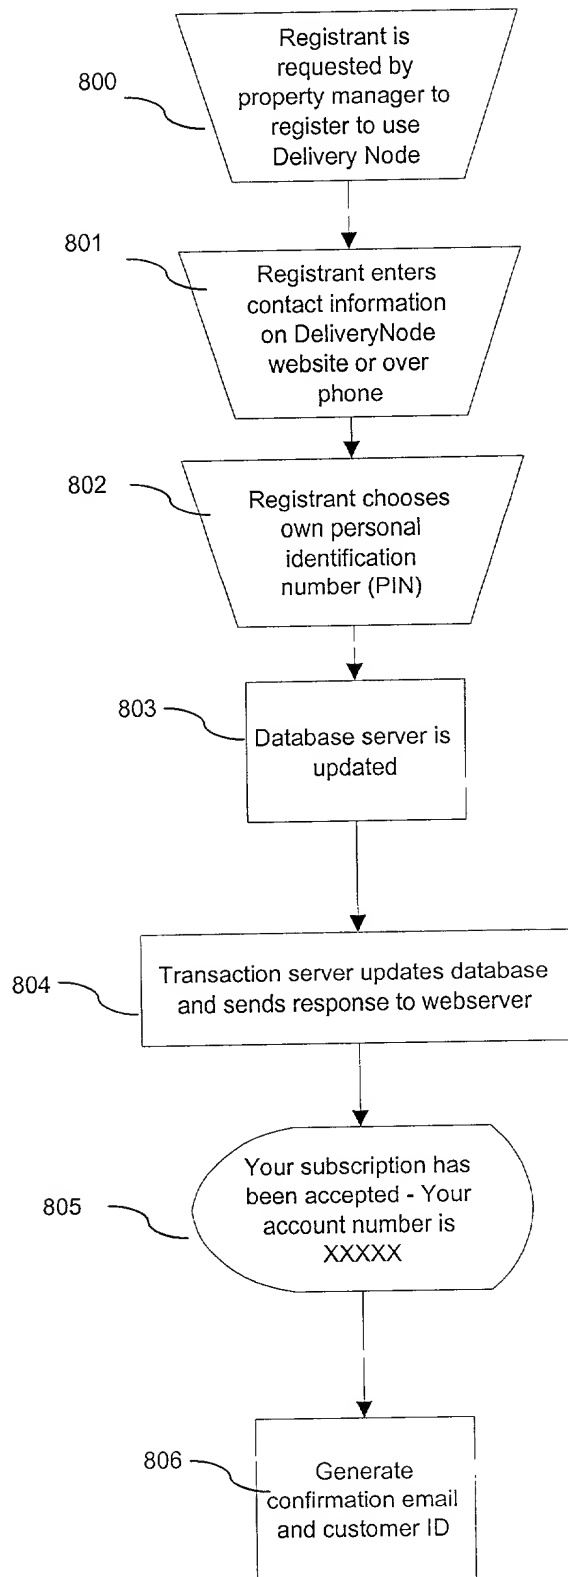 800
Registrant is
requested by
property manager to
register to use
Delivery Node
801
Registrant enters
contact information
on DeliveryNode
website or over
phone
802
Registrant chooses
own personal
identification
number (PIN)
803
Database server is
updated
804
Transaction server updates database
and sends response to webserver
805
Your subscription has
been accepted - Your
account number is
XXXXX
806
Generate
confirmation email
and customer ID